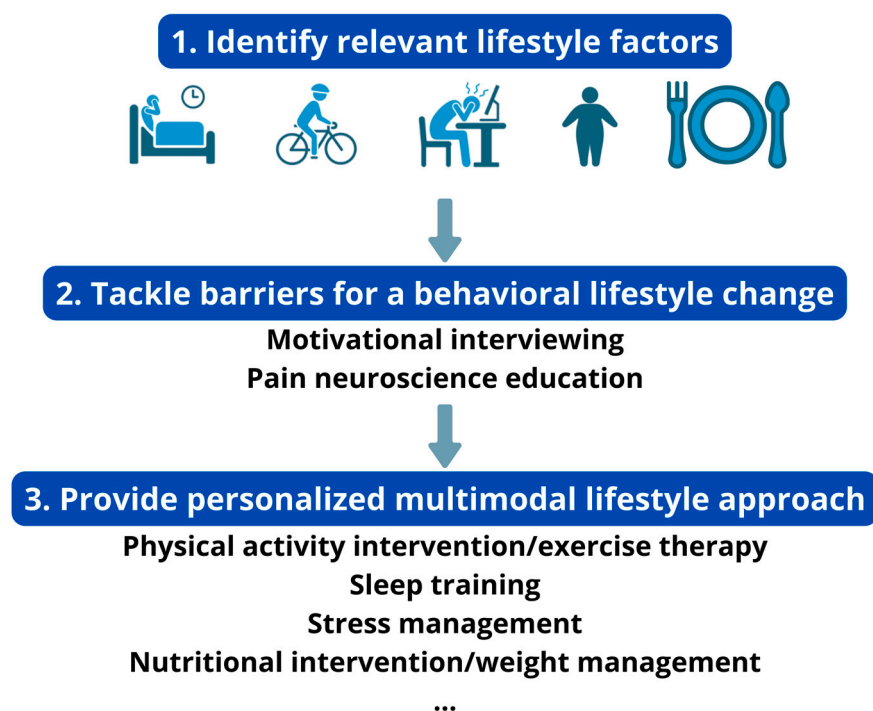 1. Identify relevant lifestyle factors
2. Tackle barriers for a behavioral lifestyle change
Motivational interviewing
Pain neuroscience education
3. Provide personalized multimodal lifestyle approach
Physical activity intervention/exercise therapy
Sleep training
Stress management
Nutritional intervention/weight management
...